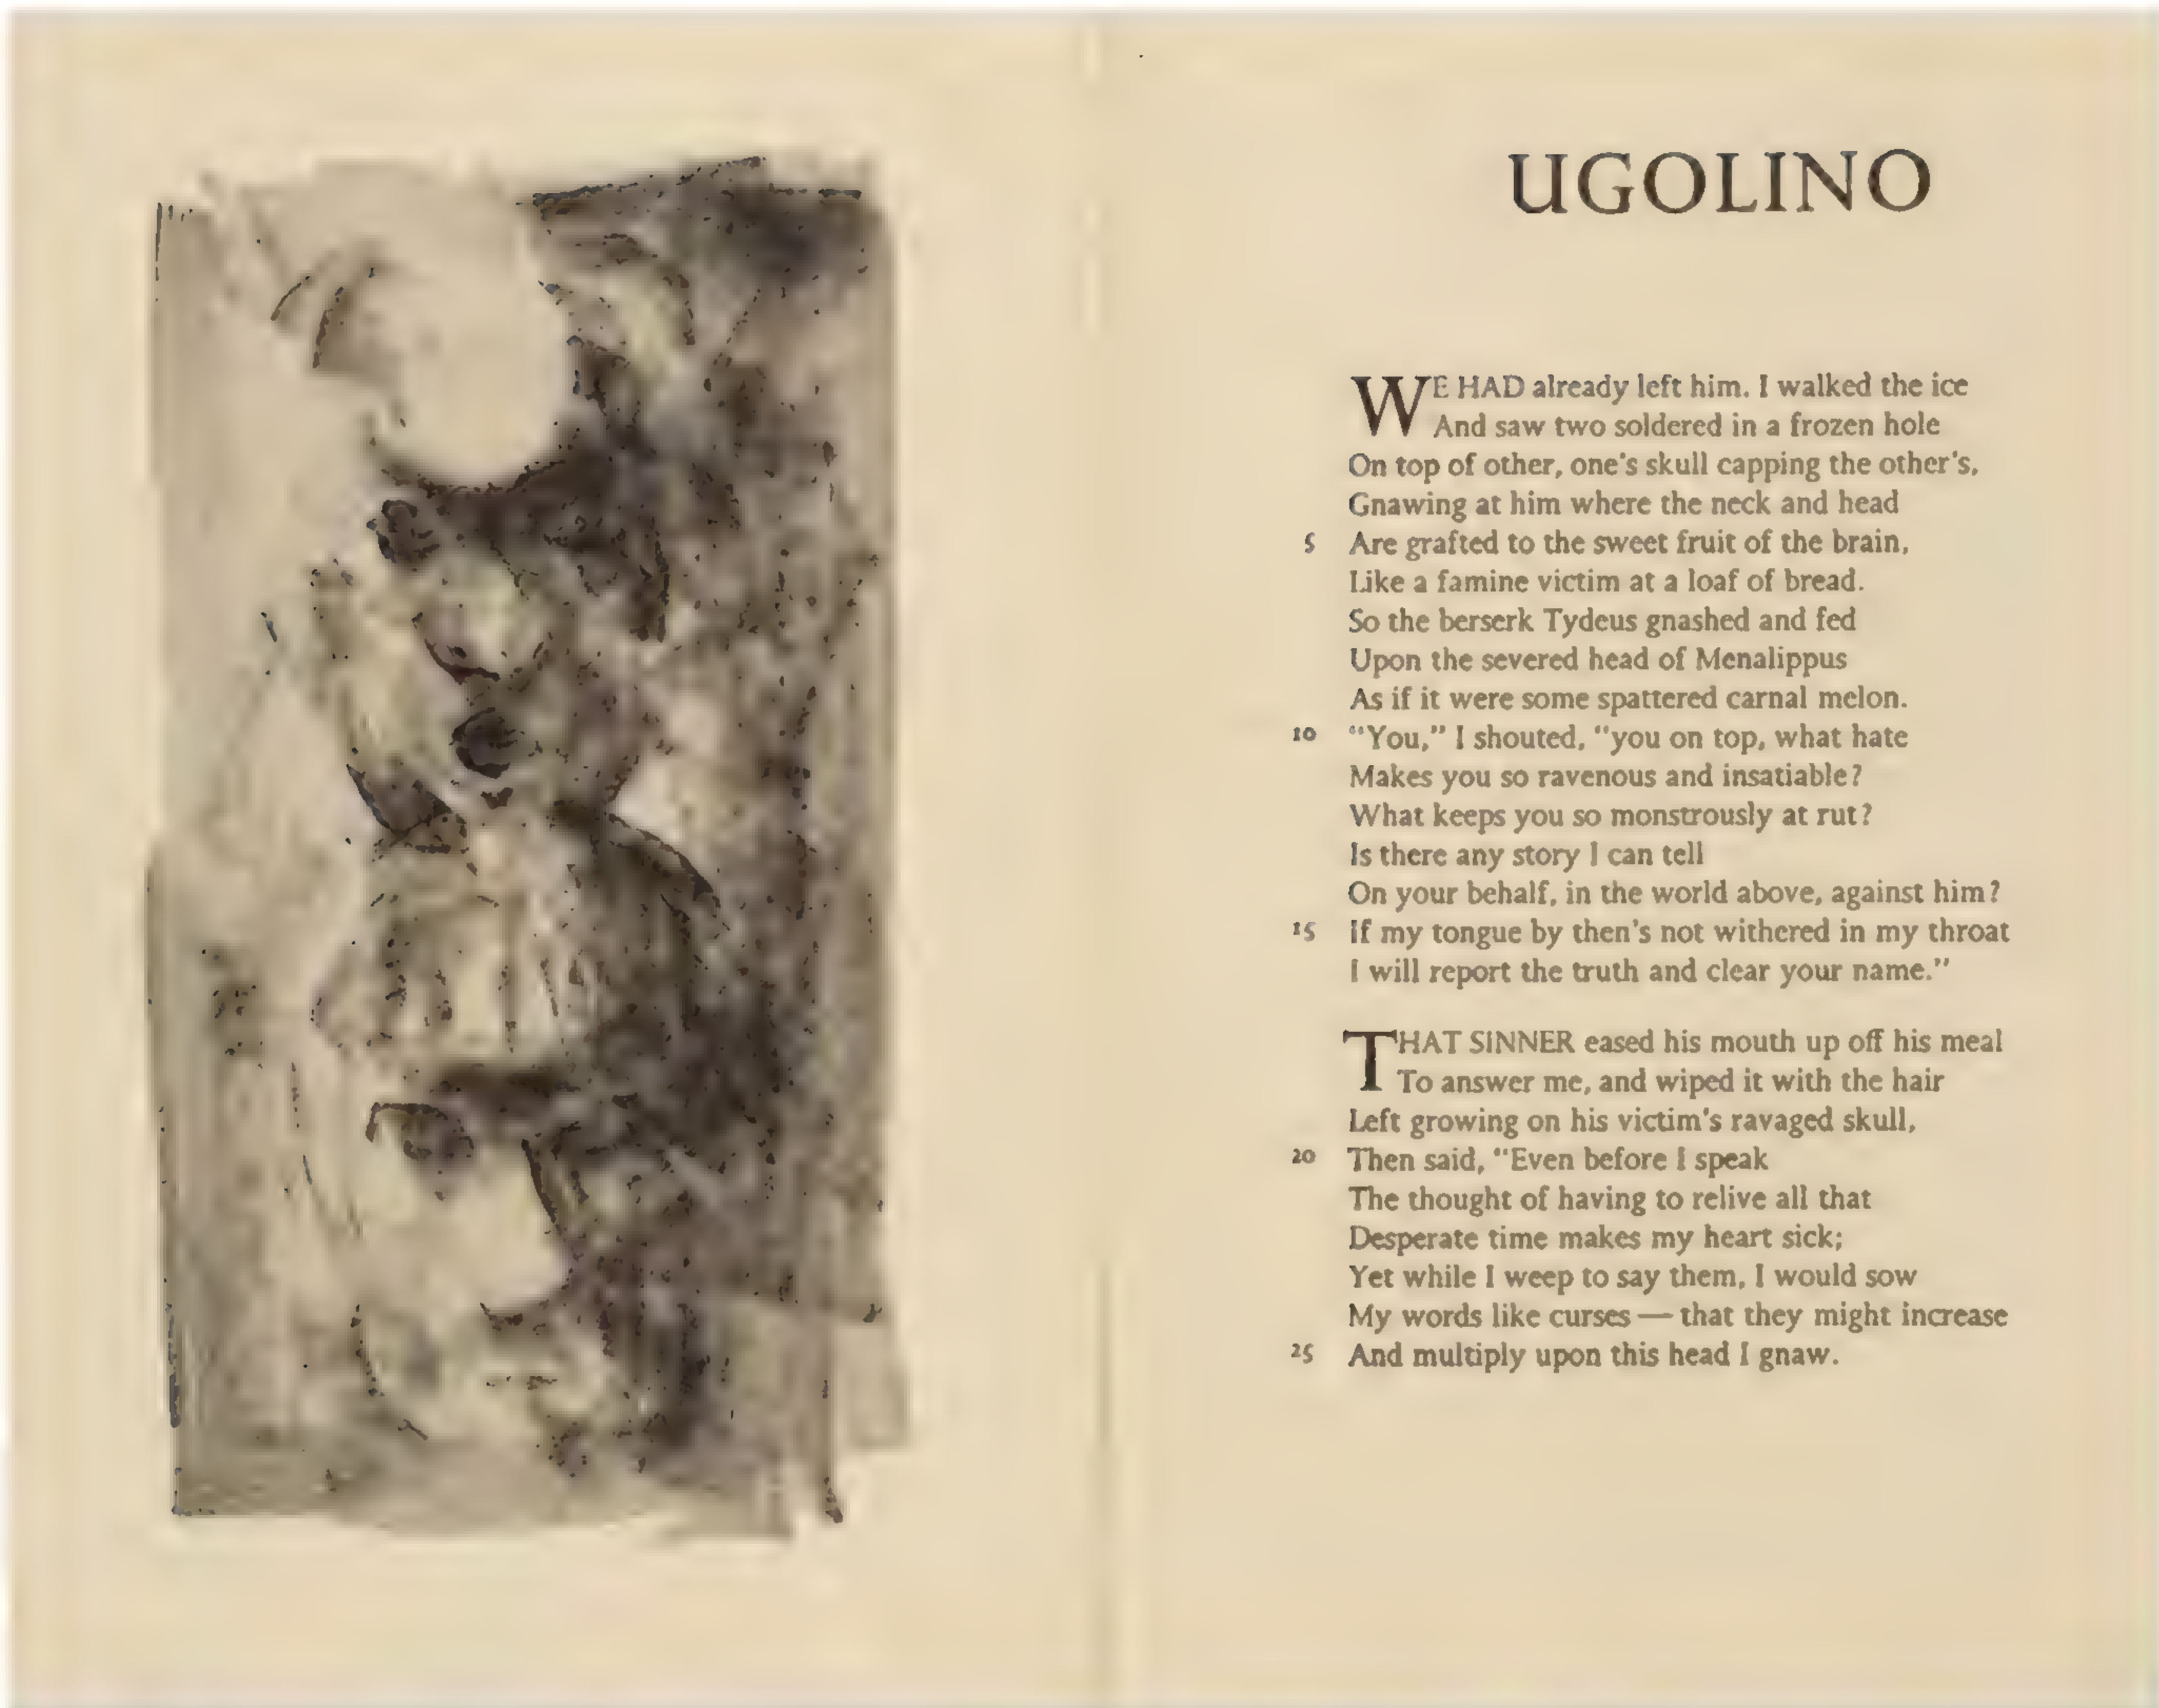 UGOLINO
WE HAD already left him. I walked the ice
And saw two soldered in a frozen hole
On top of other, one's skull capping the other's,
Gnawing at him where the neck and head
5 Are grafted to the sweet fruit of the brain,
Like a famine victim at a loaf of bread.
So the berserk Tydeus gnashed and fed
Upon the severed head of Menalippus
As if it were some spattered carnal melon.
10 “You,” I shouted, “you on top, what hate
Makes you so ravenous and insatiable?
What keeps you so monstrously at rut?
Is there any story I can tell
On your behalf, in the world above, against him?
15 If my tongue by then's not withered in my throat
I will report the truth and clear your name.”
THAT SINNER eased his mouth up off his meal
To answer me, and wiped it with the hair
Left growing on his victim's ravaged skull,
20 Then said, “Even before I speak
The thought of having to relive all that
Desperate time makes my heart sick;
Yet while I weep to say them, I would sow
My words like curses — that they might increase
25 And multiply upon this head I gnaw.